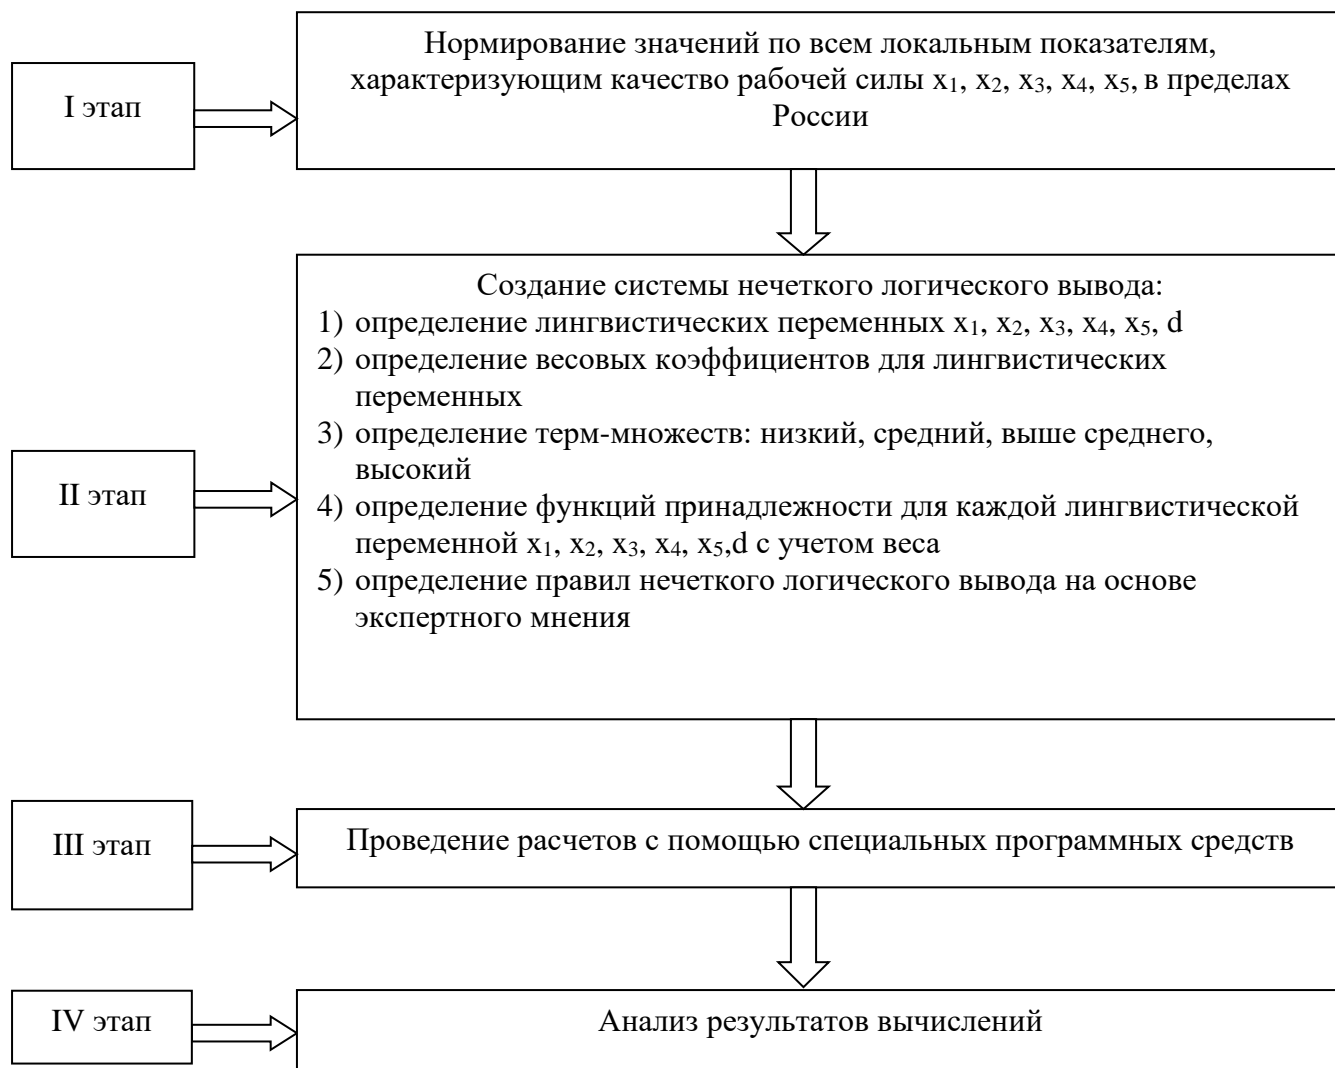 I этап
Нормирование значений по всем локальным показателям,
характеризующим качество рабочей силы x₁, x₂, x₃, x₄, x₅, в пределах
России
II этап
Создание системы нечеткого логического вывода:
1) определение лингвистических переменных x₁, x₂, x₃, x₄, x₅, d
2) определение весовых коэффициентов для лингвистических
переменных
3) определение терм-множеств: низкий, средний, выше среднего,
высокий
4) определение функций принадлежности для каждой лингвистической
переменной x₁, x₂, x₃, x₄, x₅,d с учетом веса
5) определение правил нечеткого логического вывода на основе
экспертного мнения
III этап
Проведение расчетов с помощью специальных программных средств
IV этап
Анализ результатов вычислений